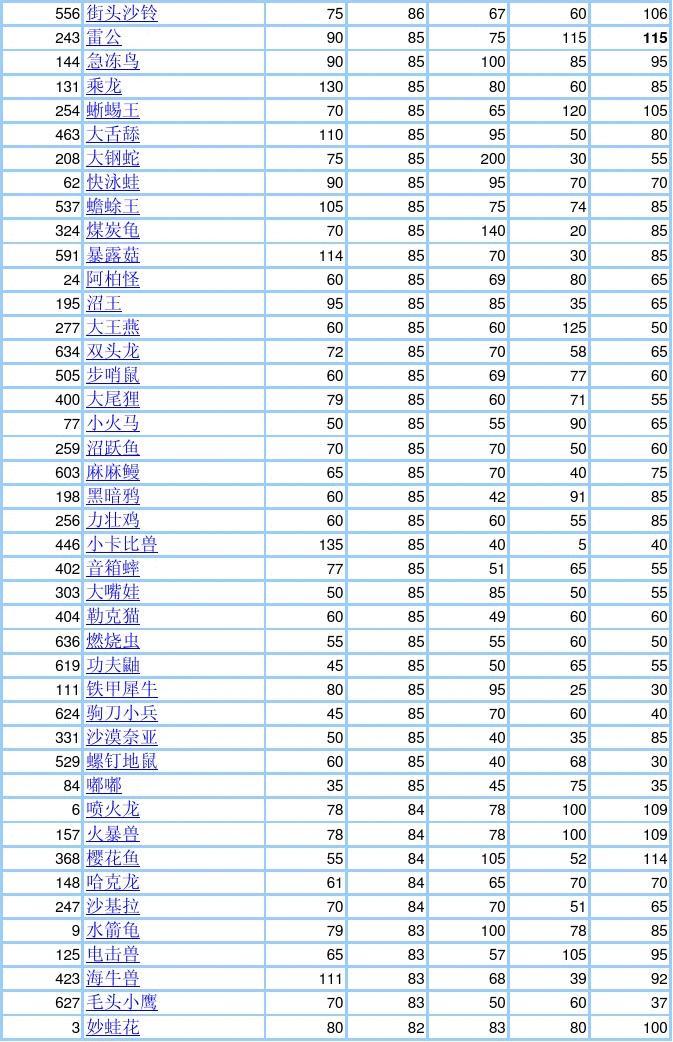 556 街头沙铃 75 86 67 60 106
243 雷公 90 85 75 115 115
144 急冻鸟 90 85 100 85 95
131 乘龙 130 85 80 60 85
254 蜥蜴王 70 85 65 120 105
463 大舌舔 110 85 95 50 80
208 大钢蛇 75 85 200 30 55
62 快泳蛙 90 85 95 70 70
537 蟾蜍王 105 85 75 74 85
324 煤炭龟 70 85 140 20 85
591 暴露菇 114 85 70 30 85
24 阿柏怪 60 85 69 80 65
195 沼王 95 85 85 35 65
277 大王燕 60 85 60 125 50
634 双头龙 72 85 70 58 65
505 步哨鼠 60 85 69 77 60
400 大尾狸 79 85 60 71 55
77 小火马 50 85 55 90 65
259 沼跃鱼 70 85 70 50 60
603 麻麻鳗 65 85 70 40 75
198 黑暗鸦 60 85 42 91 85
256 力壮鸡 60 85 60 55 85
446 小卡比兽 135 85 40 5 40
402 音箱蟀 77 85 51 65 55
303 大嘴娃 50 85 85 50 55
404 勒克猫 60 85 49 60 60
636 燃烧虫 55 85 55 60 50
619 功夫鼬 45 85 50 65 55
111 铁甲犀牛 80 85 95 25 30
624 驹刀小兵 45 85 70 60 40
331 沙漠奈亚 50 85 40 35 85
529 螺钉地鼠 60 85 40 68 30
84 嘟嘟 35 85 45 75 35
6 喷火龙 78 84 78 100 109
157 火暴兽 78 84 78 100 109
368 樱花鱼 55 84 105 52 114
148 哈克龙 61 84 65 70 70
247 沙基拉 70 84 70 51 65
9 水箭龟 79 83 100 78 85
125 电击兽 65 83 57 105 95
423 海牛兽 111 83 68 39 92
627 毛头小鹰 70 83 50 60 37
3 妙蛙花 80 82 83 80 100